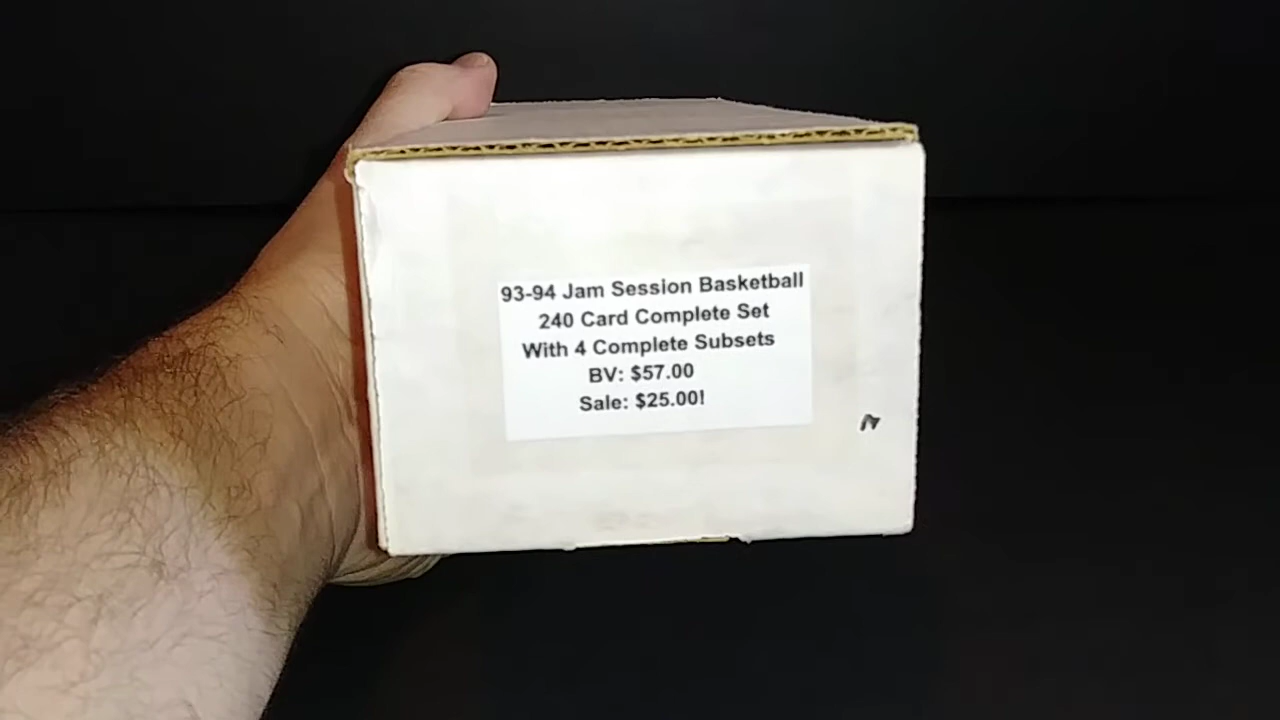 93-94 Jam Session Basketball
240 Card Complete Set
With 4 Complete Subsets
BV: $57.00
Sale: $25.00!